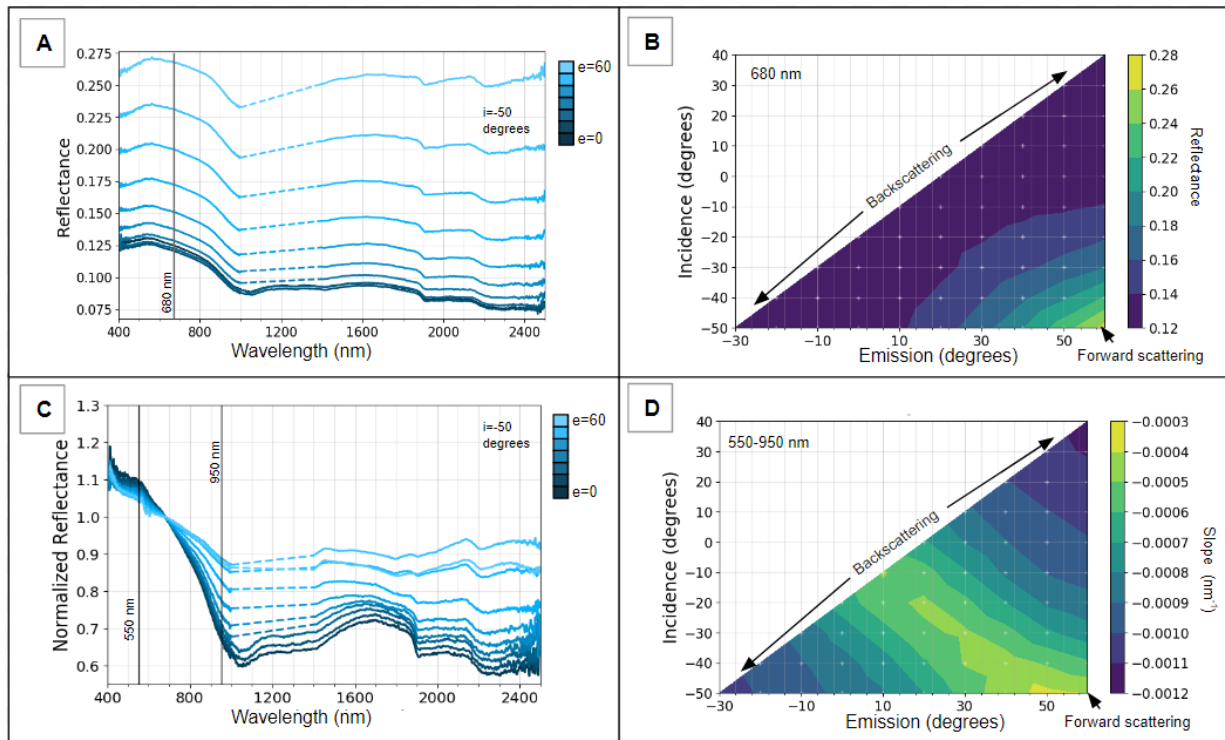 A
0.275
0.250
0.225
0.200
0.175
0.150
0.125
0.100
0.075
Reflectance
400
800
1200
1600
2000
2400
Wavelength (nm)
680 nm
i=-50
degrees
e=60
e=0
B
680 nm
40
30
20
10
0
−10
−20
−30
−40
−50
Incidence (degrees)
−30
−10
10
30
50
Emission (degrees)
Backscattering
Forward scattering
0.28
0.26
0.24
0.22
0.20
0.18
0.16
0.14
0.12
Reflectance
C
1.3
1.2
1.1
1.0
0.9
0.8
0.7
0.6
Normalized Reflectance
400
800
1200
1600
2000
2400
Wavelength (nm)
550 nm
950 nm
i=-50
degrees
e=60
e=0
D
550-950 nm
40
30
20
10
0
−10
−20
−30
−40
−50
Incidence (degrees)
−30
−10
10
30
50
Emission (degrees)
Backscattering
Forward scattering
−0.0003
−0.0004
−0.0005
−0.0006
−0.0007
−0.0008
−0.0009
−0.0010
−0.0011
−0.0012
Slope (nm⁻¹)